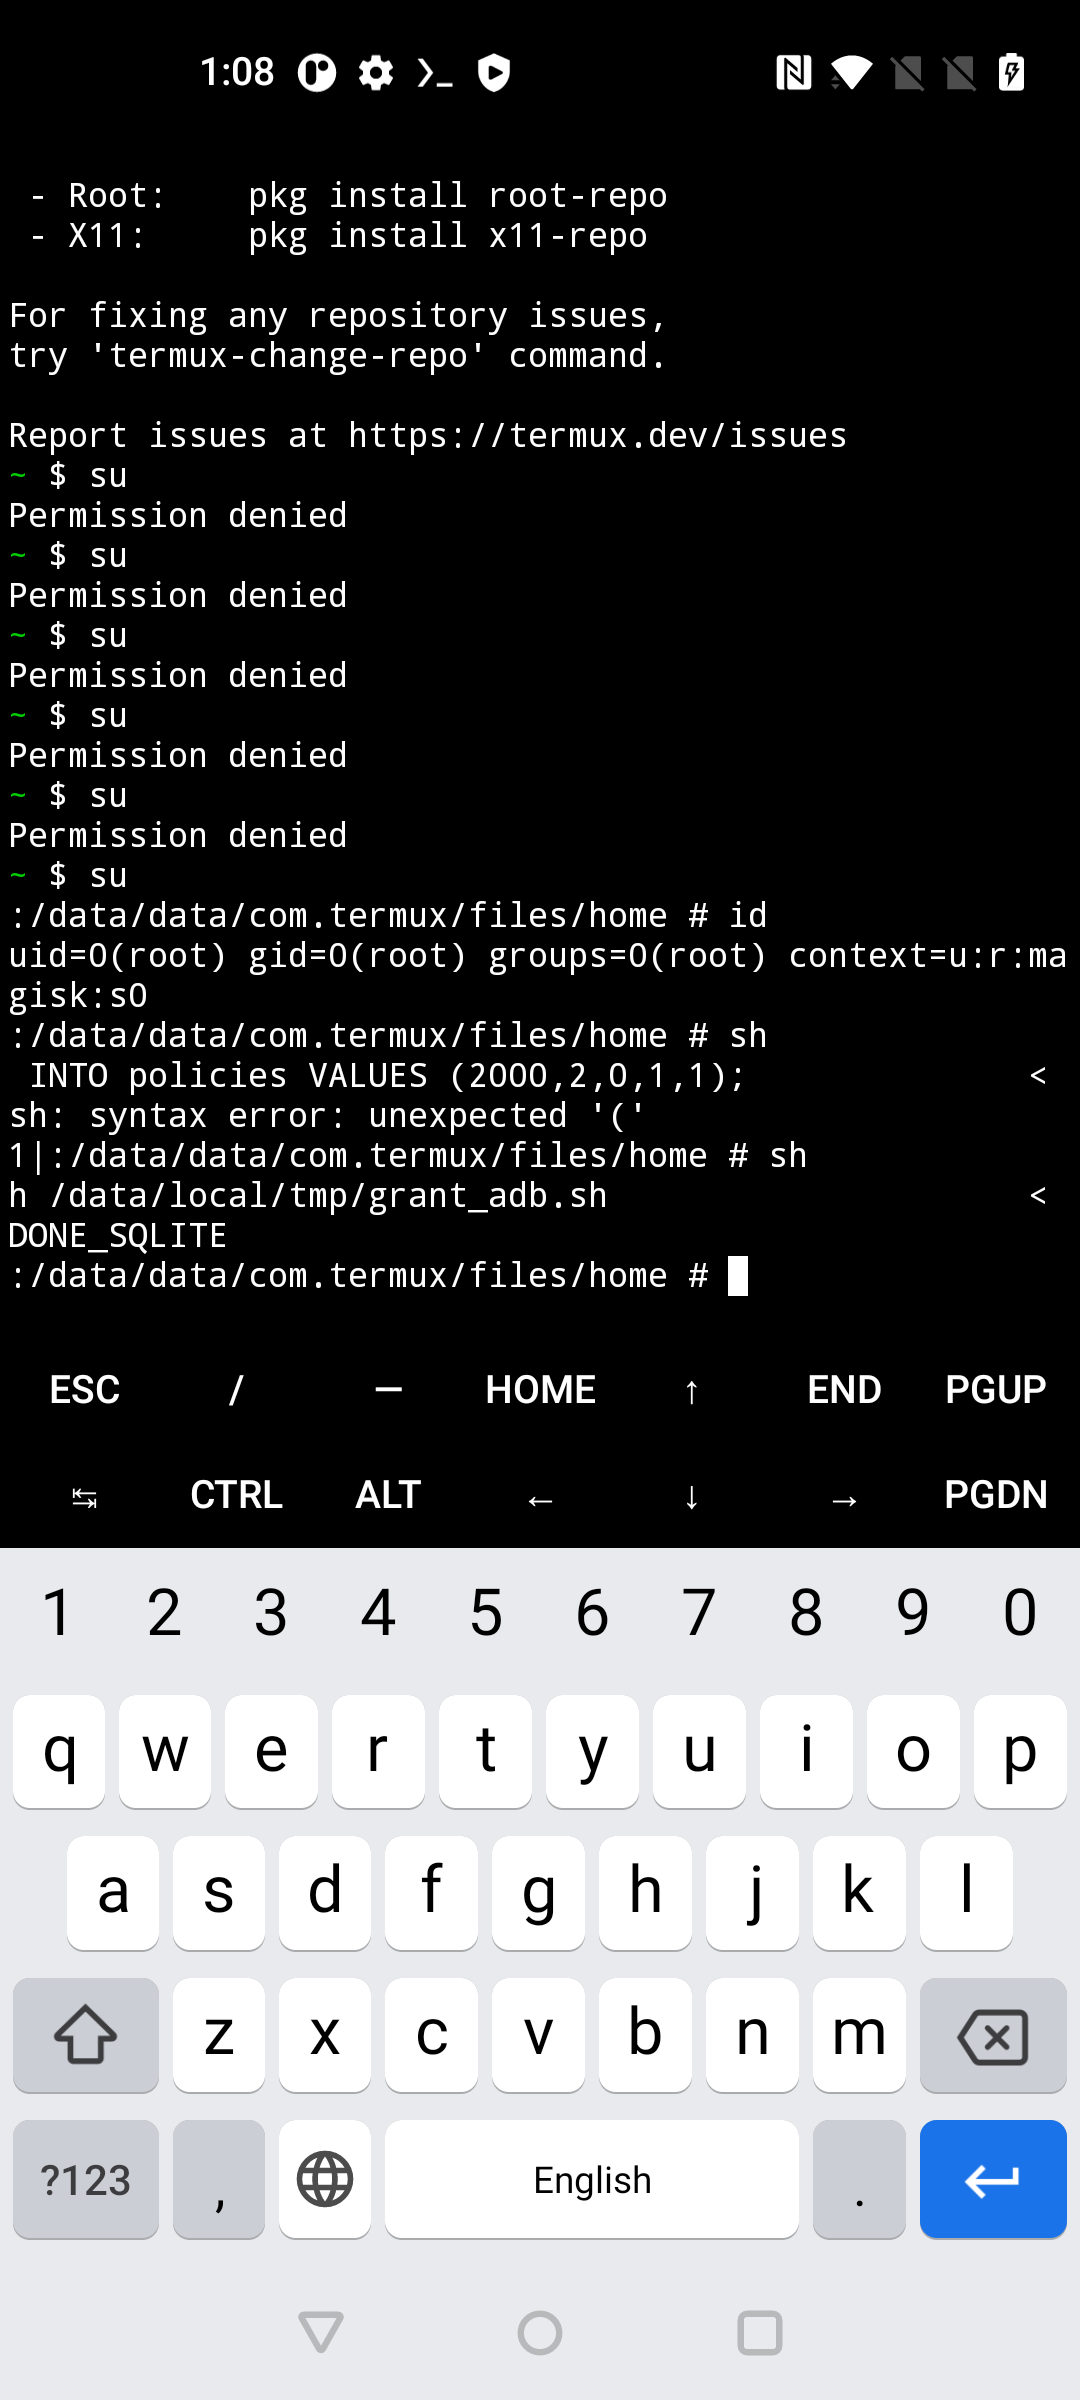 1:08
- Root:    pkg install root-repo
- X11:     pkg install x11-repo
For fixing any repository issues,
try 'termux-change-repo' command.
Report issues at https://termux.dev/issues
~ $ su
Permission denied
~ $ su
Permission denied
~ $ su
Permission denied
~ $ su
Permission denied
~ $ su
Permission denied
~ $ su
:/data/data/com.termux/files/home # id
uid=0(root) gid=0(root) groups=0(root) context=u:r:ma
gisk:s0
:/data/data/com.termux/files/home # sh
 INTO policies VALUES (2000,2,0,1,1);              <
sh: syntax error: unexpected '('
1|:/data/data/com.termux/files/home # sh
h /data/local/tmp/grant_adb.sh                     <
DONE_SQLITE
:/data/data/com.termux/files/home #
ESC / — HOME ↑ END PGUP
↹ CTRL ALT ← ↓ → PGDN
1 2 3 4 5 6 7 8 9 0
q w e r t y u i o p
a s d f g h j k l
z x c v b n m
?123 , English .